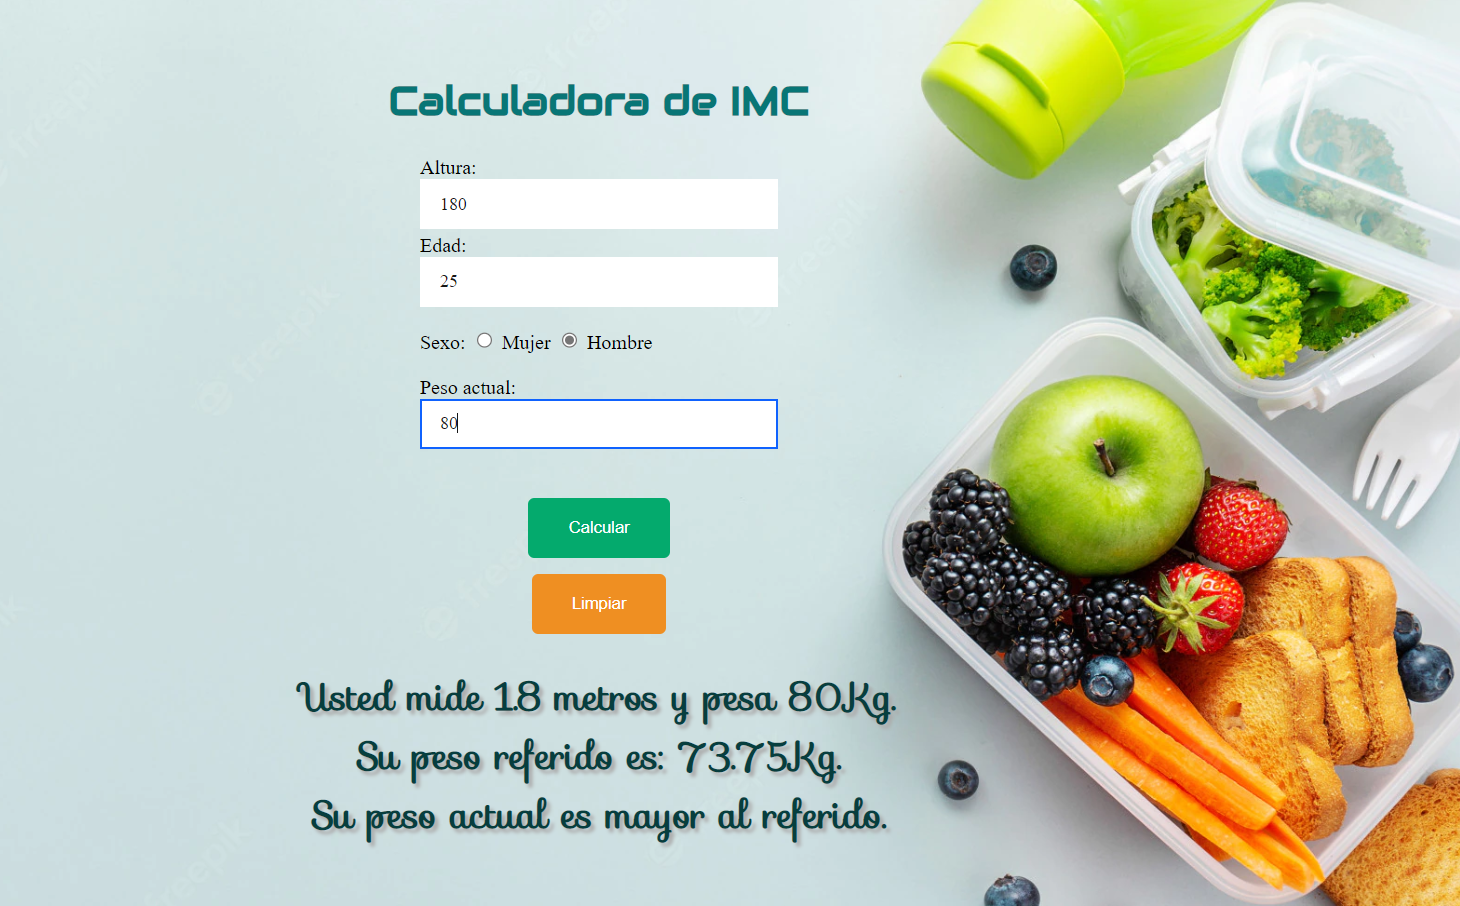 Calculadora de IMC
Altura:
180
Edad:
25
Sexo: Mujer Hombre
Peso actual:
80
Calcular
Limpiar
Usted mide 1.8 metros y pesa 80Kg.
Su peso referido es: 73.75Kg.
Su peso actual es mayor al referido.